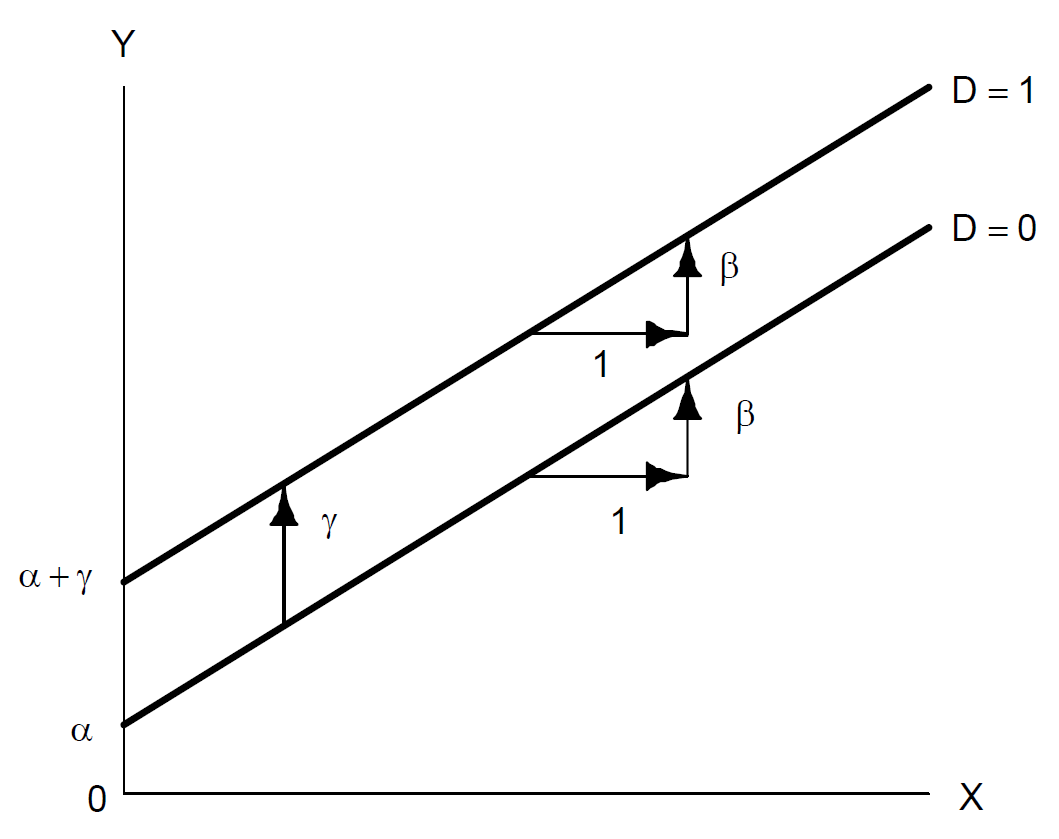 Y
D = 1
D = 0
β
1
β
1
γ
α + γ
α
0
X